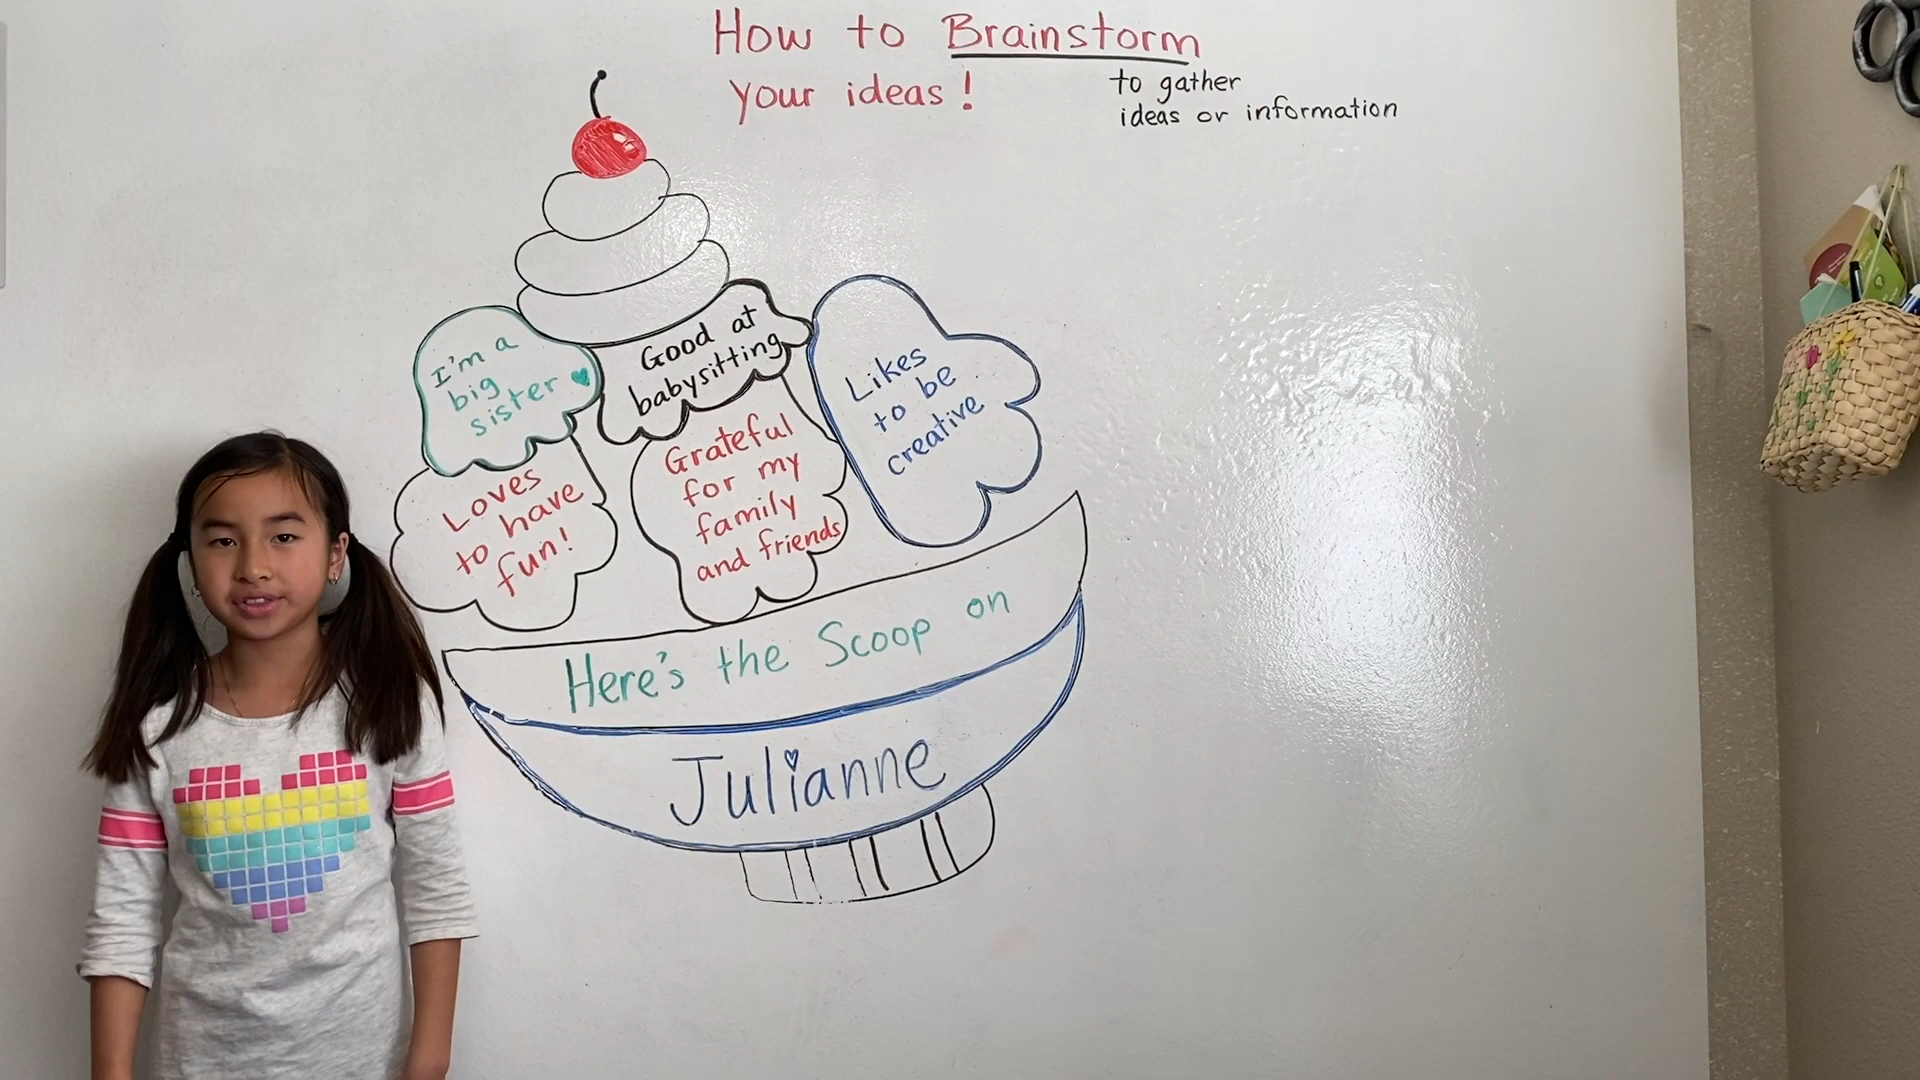 How to Brainstorm
your ideas!
to gather
ideas or information
I'm a
big
sister
Good at
babysitting
Likes
to be
creative
Loves
to have
fun!
Grateful
for my
family
and friends
Here's the Scoop on
Julianne